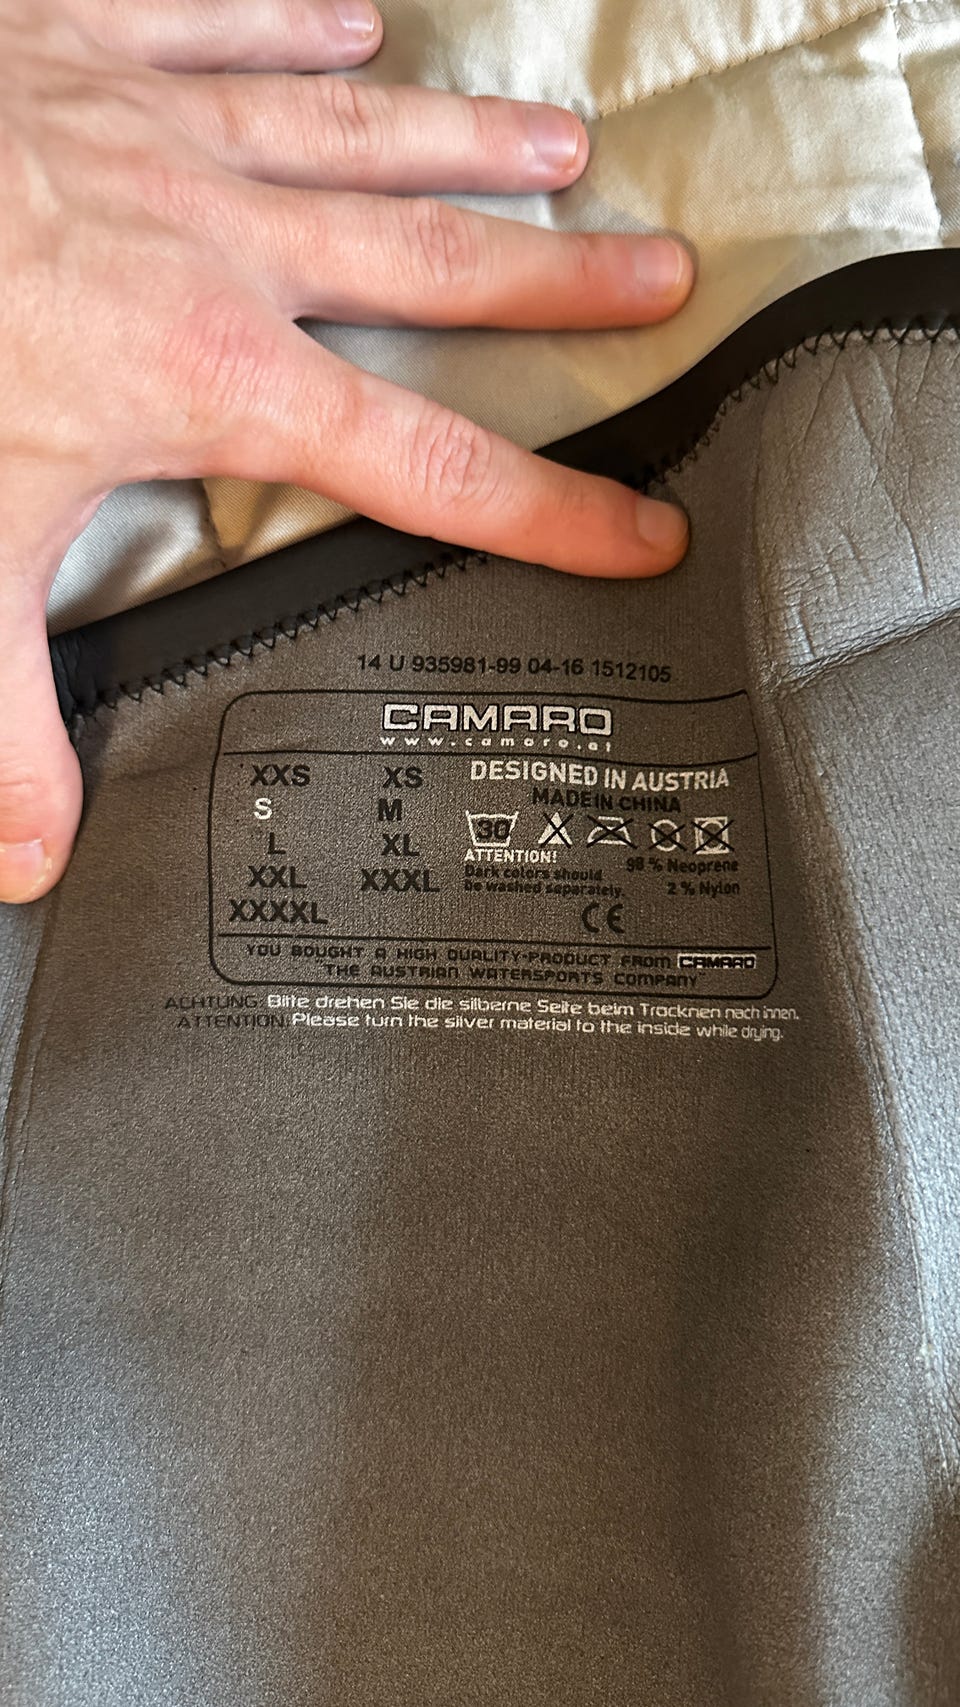 14 U 935981-99 04-16 1512105
CAMARO
www.camaro.at
XXS XS
S M
L XL
XXL XXXL
XXXXL
DESIGNED IN AUSTRIA
MADE IN CHINA
30
ATTENTION!
Dark colors should
be washed separately.
98 % Neoprene
2 % Nylon
CE
YOU BOUGHT A HIGH QUALITY-PRODUCT FROM CAMARO
THE AUSTRIAN WATERSPORTS COMPANY
ACHTUNG: Bitte drehen Sie die silberne Seite beim Trocknen nach innen.
ATTENTION: Please turn the silver material to the inside while drying.